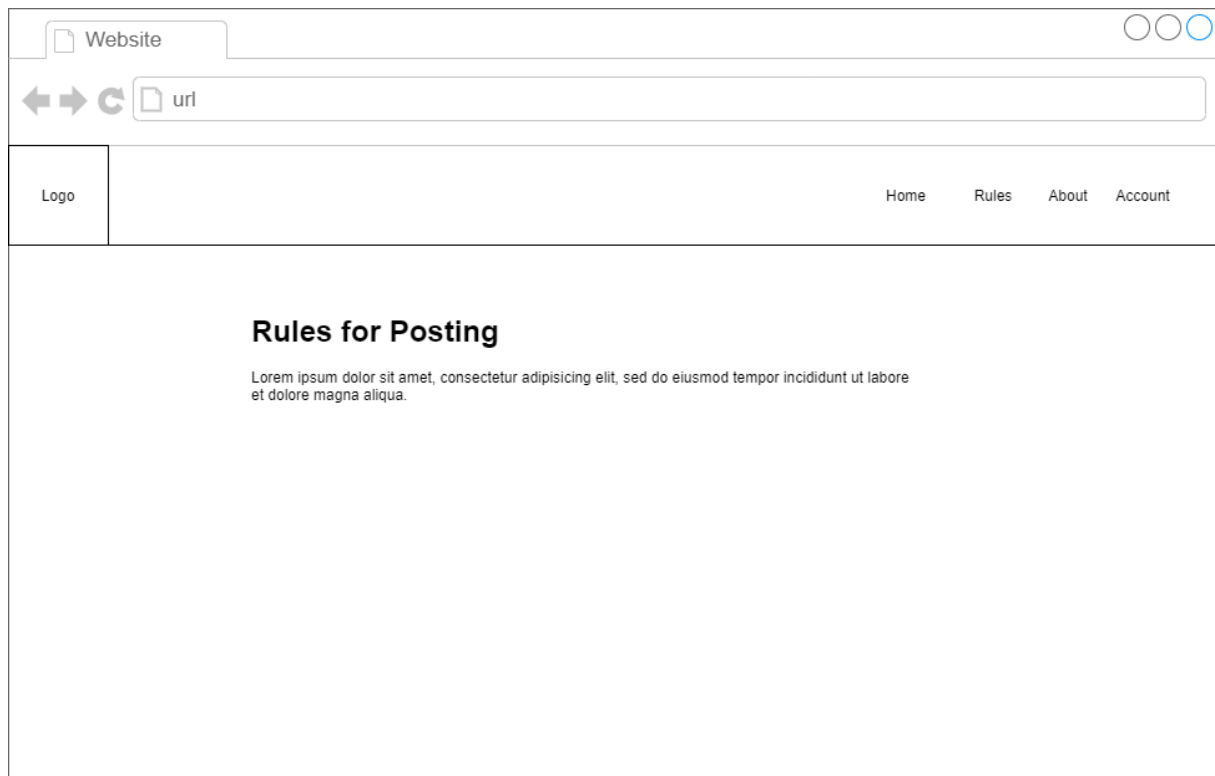 Website
url
Logo
Home Rules About Account
Rules for Posting
Lorem ipsum dolor sit amet, consectetur adipisicing elit, sed do eiusmod tempor incididunt ut labore
et dolore magna aliqua.